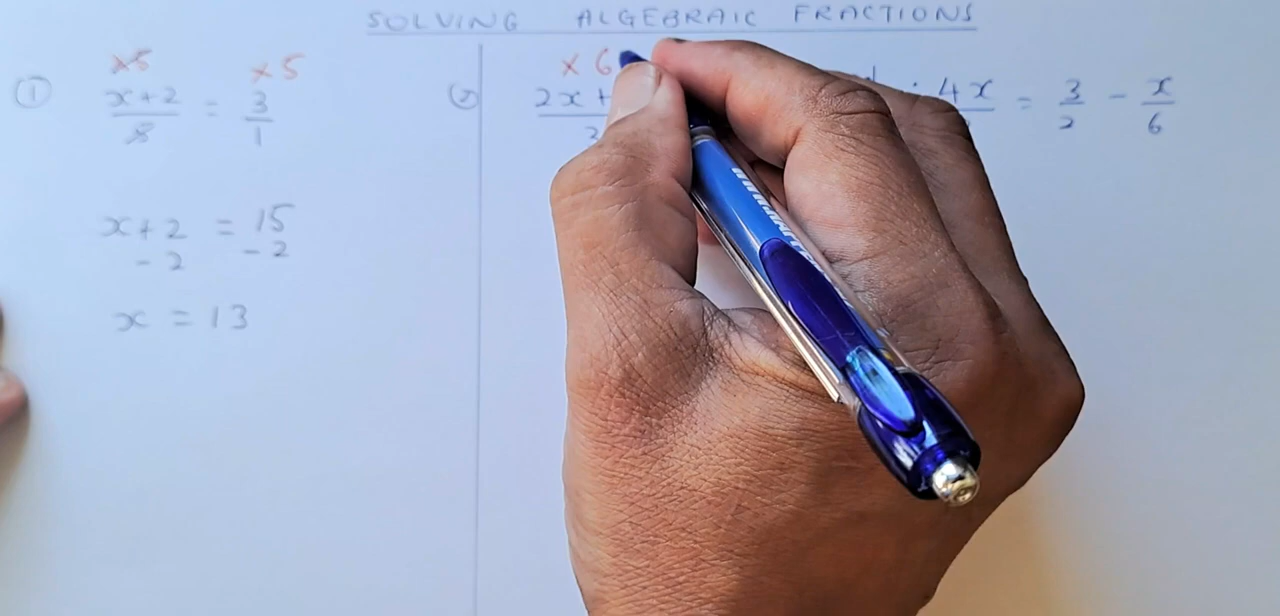 SOLVING ALGEBRAIC FRACTIONS
①
×5 ×5
x+2 = 3
5 1
x+2 = 15
-2 -2
x = 13
② × 6
2x+
3
4x = 3 - x
2 6